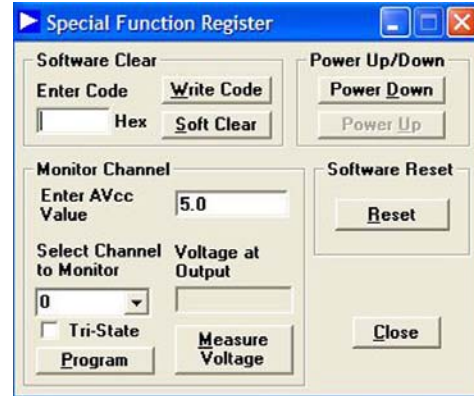 Special Function Register
Software Clear
Enter Code
Write Code
Hex
Soft Clear
Power Up/Down
Power Down
Power Up
Monitor Channel
Enter AVcc
Value
5.0
Select Channel
to Monitor
Voltage at
Output
0
Tri-State
Program
Measure
Voltage
Software Reset
Reset
Close